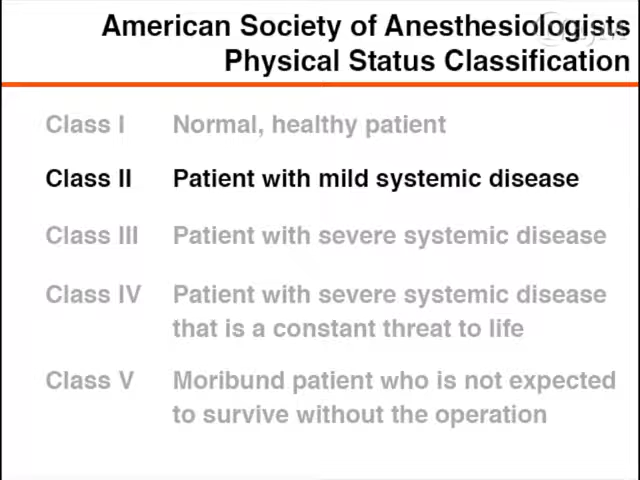 American Society of Anesthesiologists
Physical Status Classification
Class I Normal, healthy patient
Class II Patient with mild systemic disease
Class III Patient with severe systemic disease
Class IV Patient with severe systemic disease
that is a constant threat to life
Class V Moribund patient who is not expected
to survive without the operation